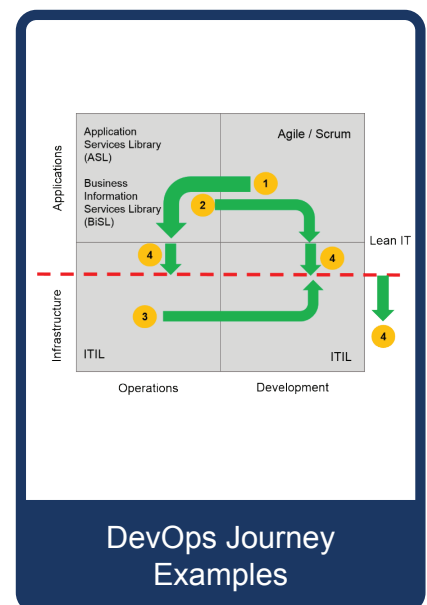 Application
Services Library
(ASL)
Agile / Scrum
Applications
Business
Information
Services Library
(BiSL)
1
2
Lean IT
4
4
4
3
Infrastructure
ITIL
ITIL
Operations
Development
DevOps Journey
Examples